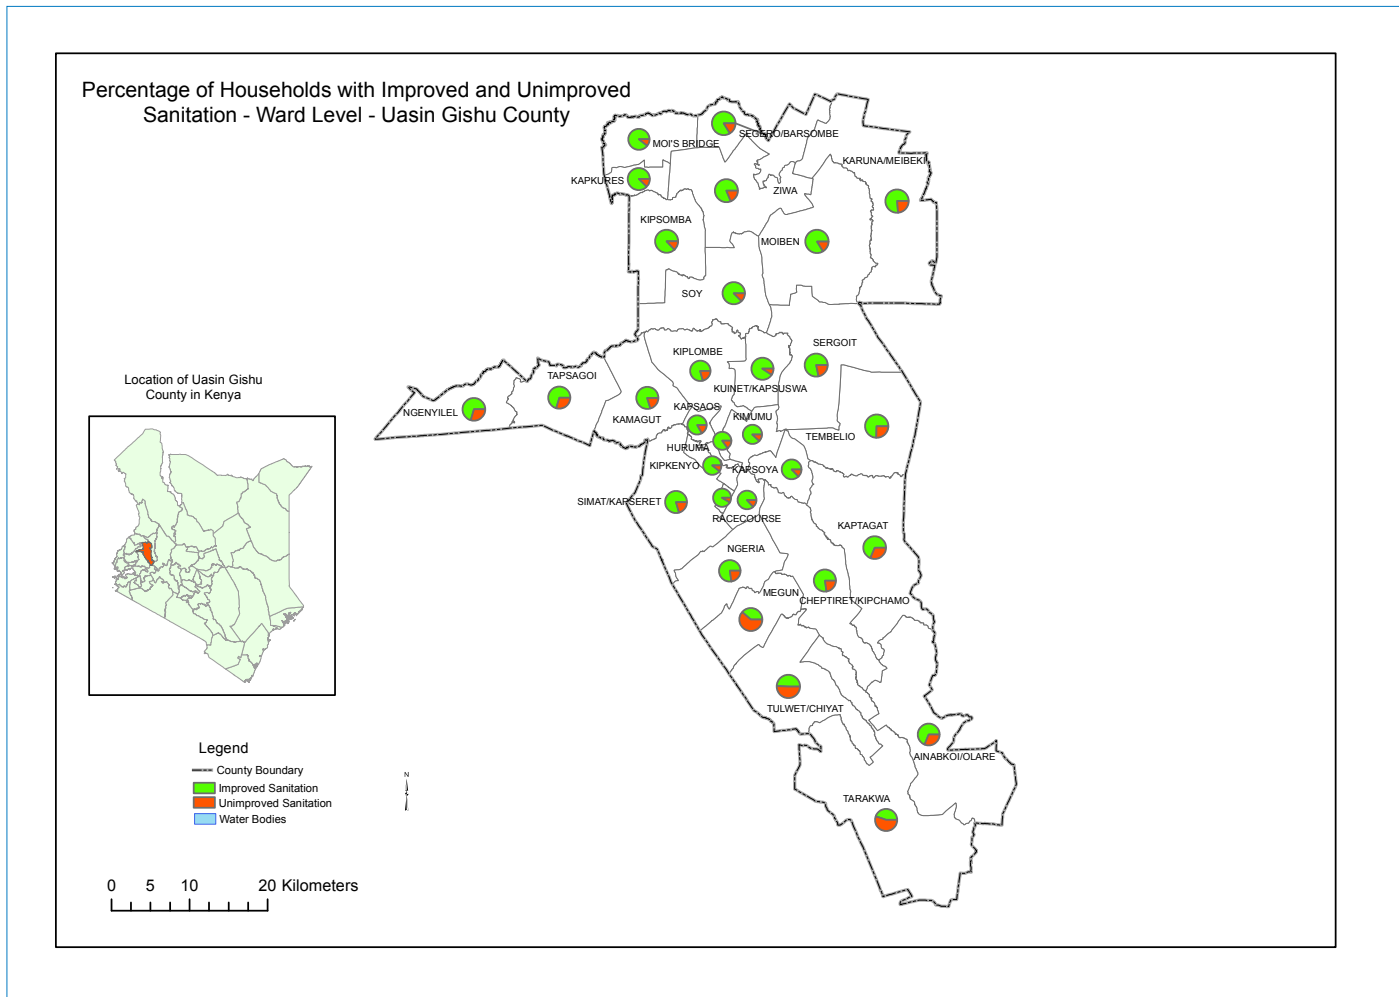 Percentage of Households with Improved and Unimproved
Sanitation - Ward Level - Uasin Gishu County
SEGERO/BARSOMBE
MOI'S BRIDGE
KARUNA/MEIBEKI
KAPKURES
ZIWA
KIPSOMBA
MOIBEN
SOY
SERGOIT
KIPLOMBE
TAPSAGOI
KUINET/KAPSUSWA
NGENYILEL
KAPSAOS
KAMAGUT
KIMUMU
TEMBELIO
HURUMA
KIPKENYO
KAPSOYA
SIMAT/KAPSERET
RACECOURSE
KAPTAGAT
NGERIA
MEGUN
CHEPTIRET/KIPCHAMO
TULWET/CHIYAT
AINABKOI/OLARE
TARAKWA
Location of Uasin Gishu
County in Kenya
Legend
County Boundary
Improved Sanitation
Unimproved Sanitation
Water Bodies
N
0 5 10 20 Kilometers